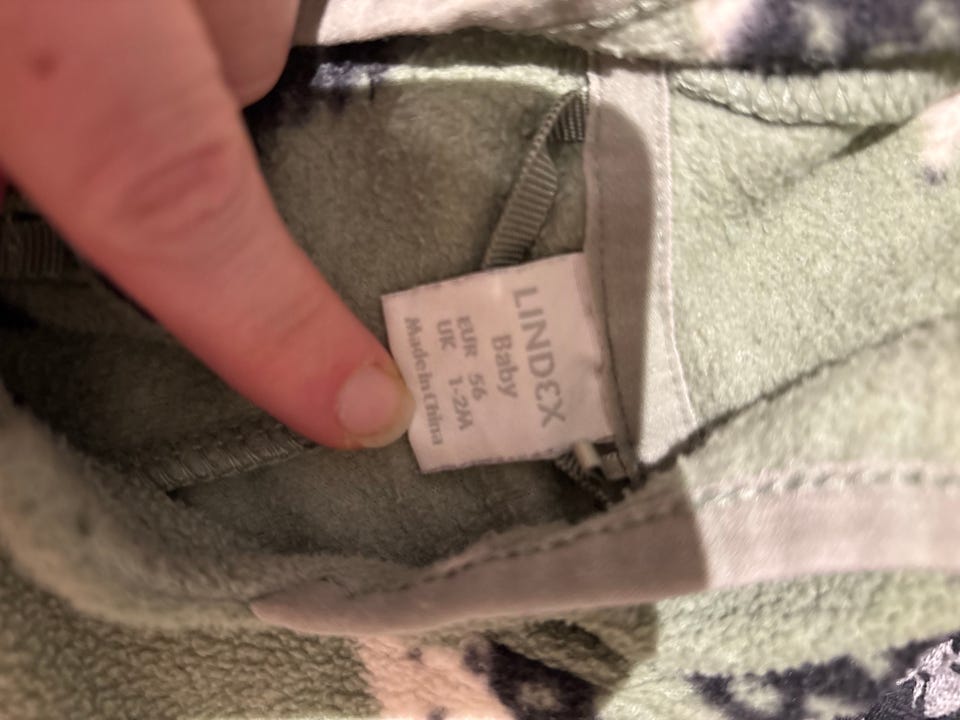 LINDEX
Baby
EUR 56
UK 1-2M
Made in China